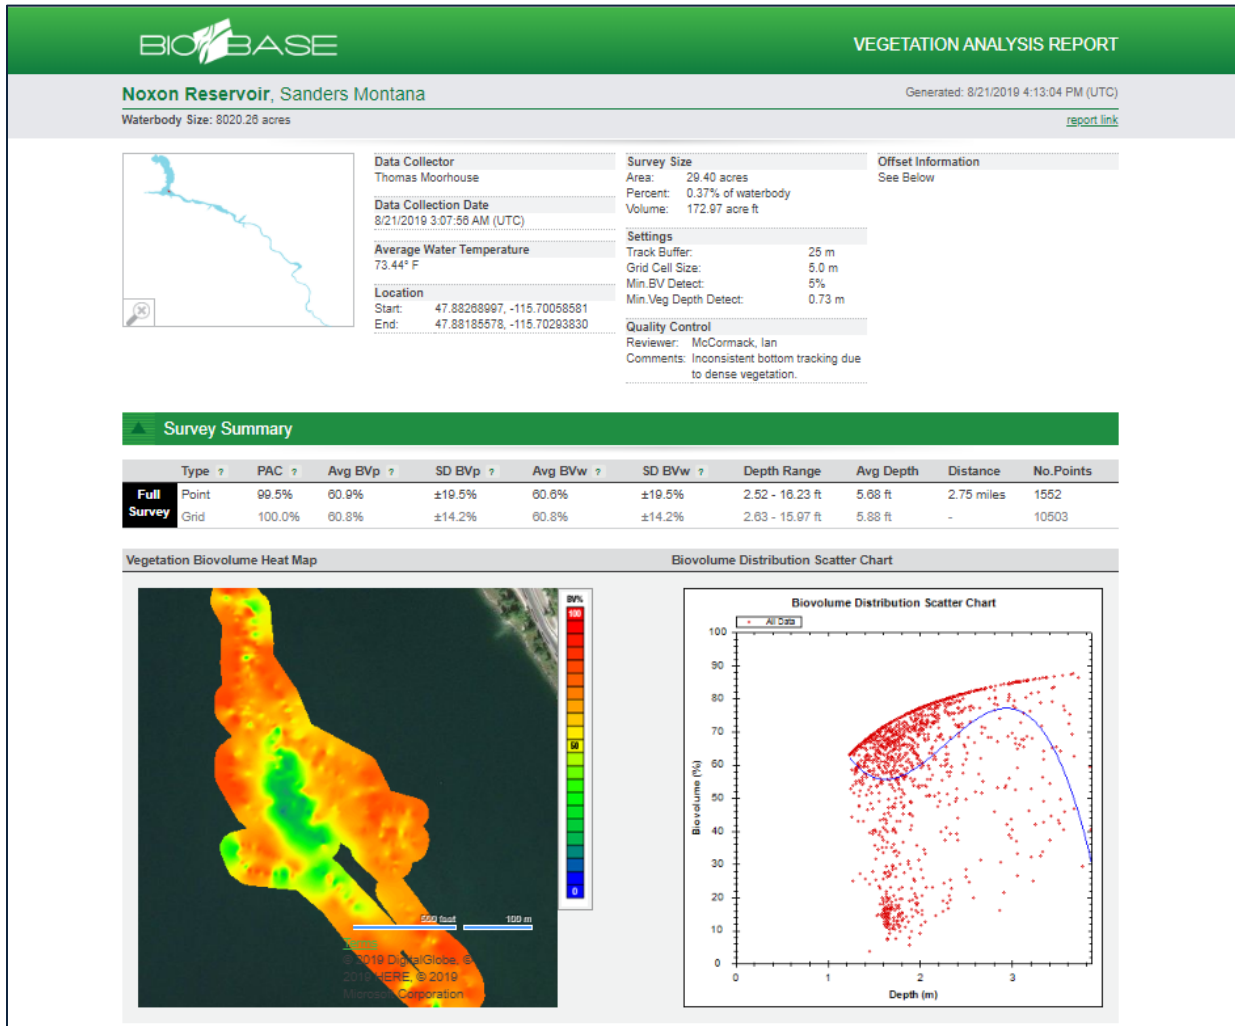 BIOBASE
VEGETATION ANALYSIS REPORT
Noxon Reservoir, Sanders Montana
Generated: 8/21/2019 4:13:04 PM (UTC)
Waterbody Size: 8020.26 acres
report link
Data Collector
Thomas Moorhouse
Data Collection Date
8/21/2019 3:07:56 AM (UTC)
Average Water Temperature
73.44° F
Location
Start: 47.88268997, -115.70058581
End: 47.88185578, -115.70293830
Survey Size
Area: 29.40 acres
Percent: 0.37% of waterbody
Volume: 172.97 acre ft
Settings
Track Buffer: 25 m
Grid Cell Size: 5.0 m
Min.BV Detect: 5%
Min.Veg Depth Detect: 0.73 m
Quality Control
Reviewer: McCormack, Ian
Comments: Inconsistent bottom tracking due
to dense vegetation.
Offset Information
See Below
Survey Summary
Type ? PAC ? Avg BVp ? SD BVp ? Avg BVw ? SD BVw ? Depth Range Avg Depth Distance No.Points
Full Survey
Point 99.5% 60.9% ±19.5% 60.6% ±19.5% 2.52 - 16.23 ft 5.68 ft 2.75 miles 1552
Grid 100.0% 60.8% ±14.2% 60.8% ±14.2% 2.63 - 15.97 ft 5.88 ft - 10503
Vegetation Biovolume Heat Map
BV%
100
50
0
500 feet 100 m
Terms
© 2019 DigitalGlobe, ©
2019 HERE, © 2019
Microsoft Corporation
Biovolume Distribution Scatter Chart
Biovolume Distribution Scatter Chart
All Data
Biovolume (%)
100
90
80
70
60
50
40
30
20
10
0
0 1 2 3
Depth (m)